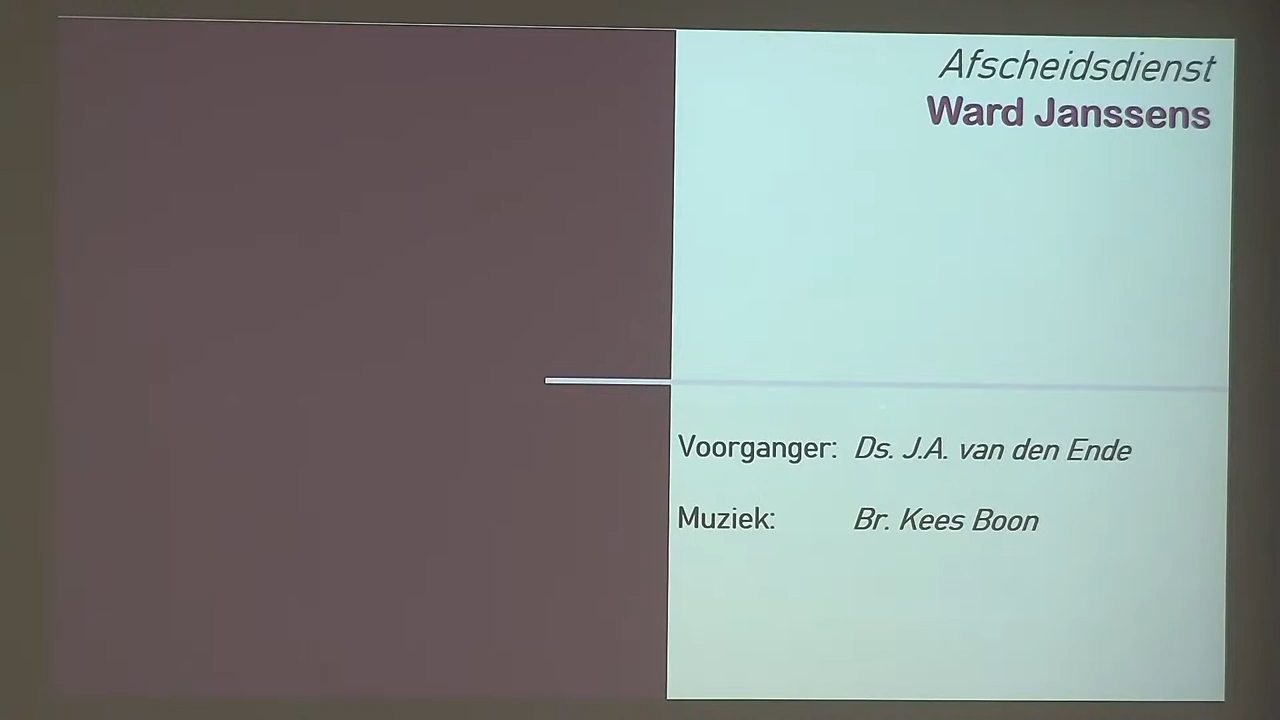 Afscheidsdienst
Ward Janssens
Voorganger: Ds. J.A. van den Ende
Muziek: Br. Kees Boon